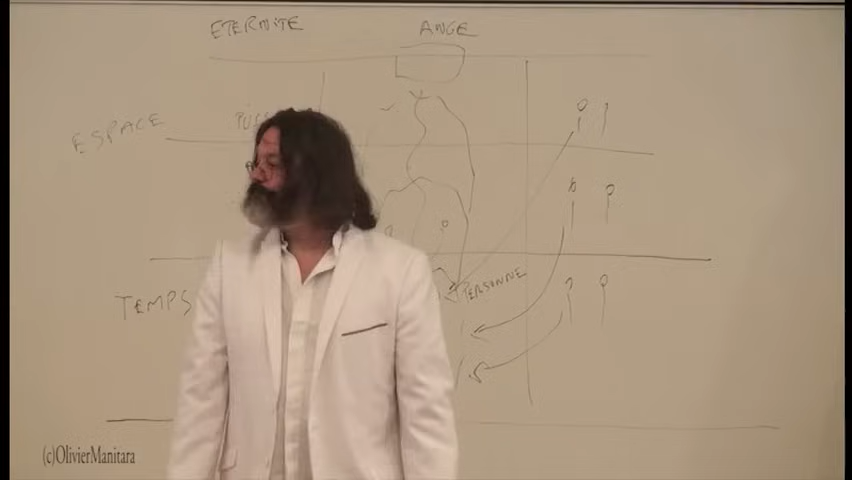 ETERNITE
ANGE
ESPACE
PERSONNE
TEMPS
(c)OlivierManitara